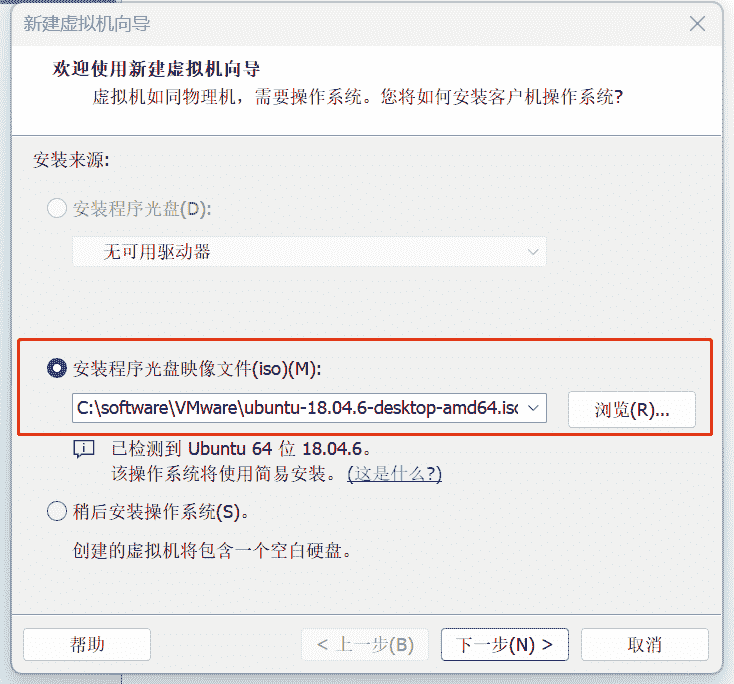 新建虚拟机向导
欢迎使用新建虚拟机向导
虚拟机如同物理机，需要操作系统。您将如何安装客户机操作系统?
安装来源:
安装程序光盘(D):
无可用驱动器
安装程序光盘映像文件(iso)(M):
C:\software\VMware\ubuntu-18.04.6-desktop-amd64.iso
浏览(R)...
已检测到 Ubuntu 64 位 18.04.6。
该操作系统将使用简易安装。(这是什么?)
稍后安装操作系统(S)。
创建的虚拟机将包含一个空白硬盘。
帮助
< 上一步(B)
下一步(N) >
取消